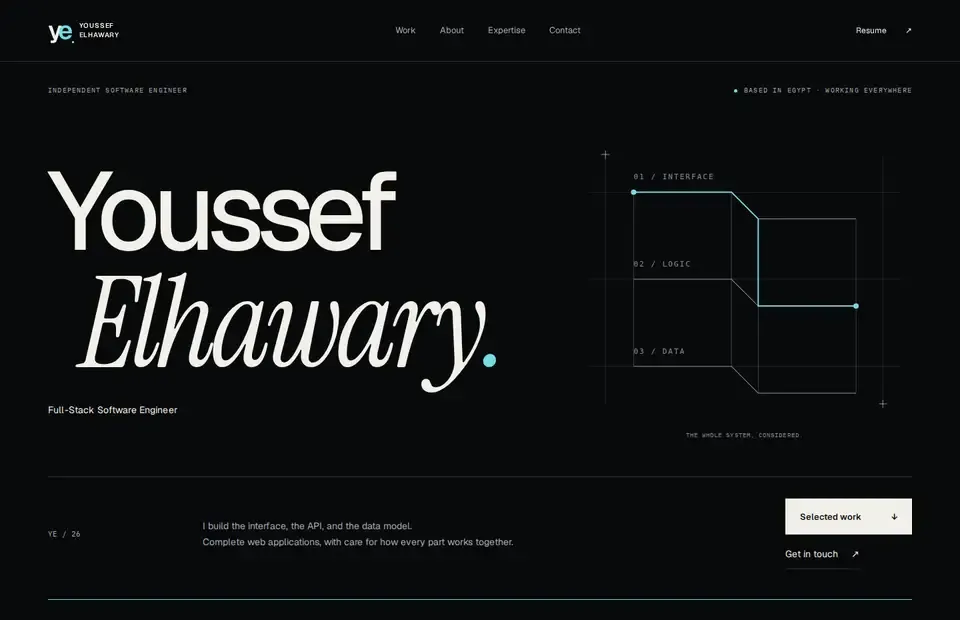 ye.
YOUSSEF
ELHAWARY
Work
About
Expertise
Contact
Resume ↗
INDEPENDENT SOFTWARE ENGINEER
BASED IN EGYPT · WORKING EVERYWHERE
Youssef
Elhawary.
Full-Stack Software Engineer
01 / INTERFACE
02 / LOGIC
03 / DATA
THE WHOLE SYSTEM, CONSIDERED.
YE / 26
I build the interface, the API, and the data model.
Complete web applications, with care for how every part works together.
Selected work ↓
Get in touch ↗